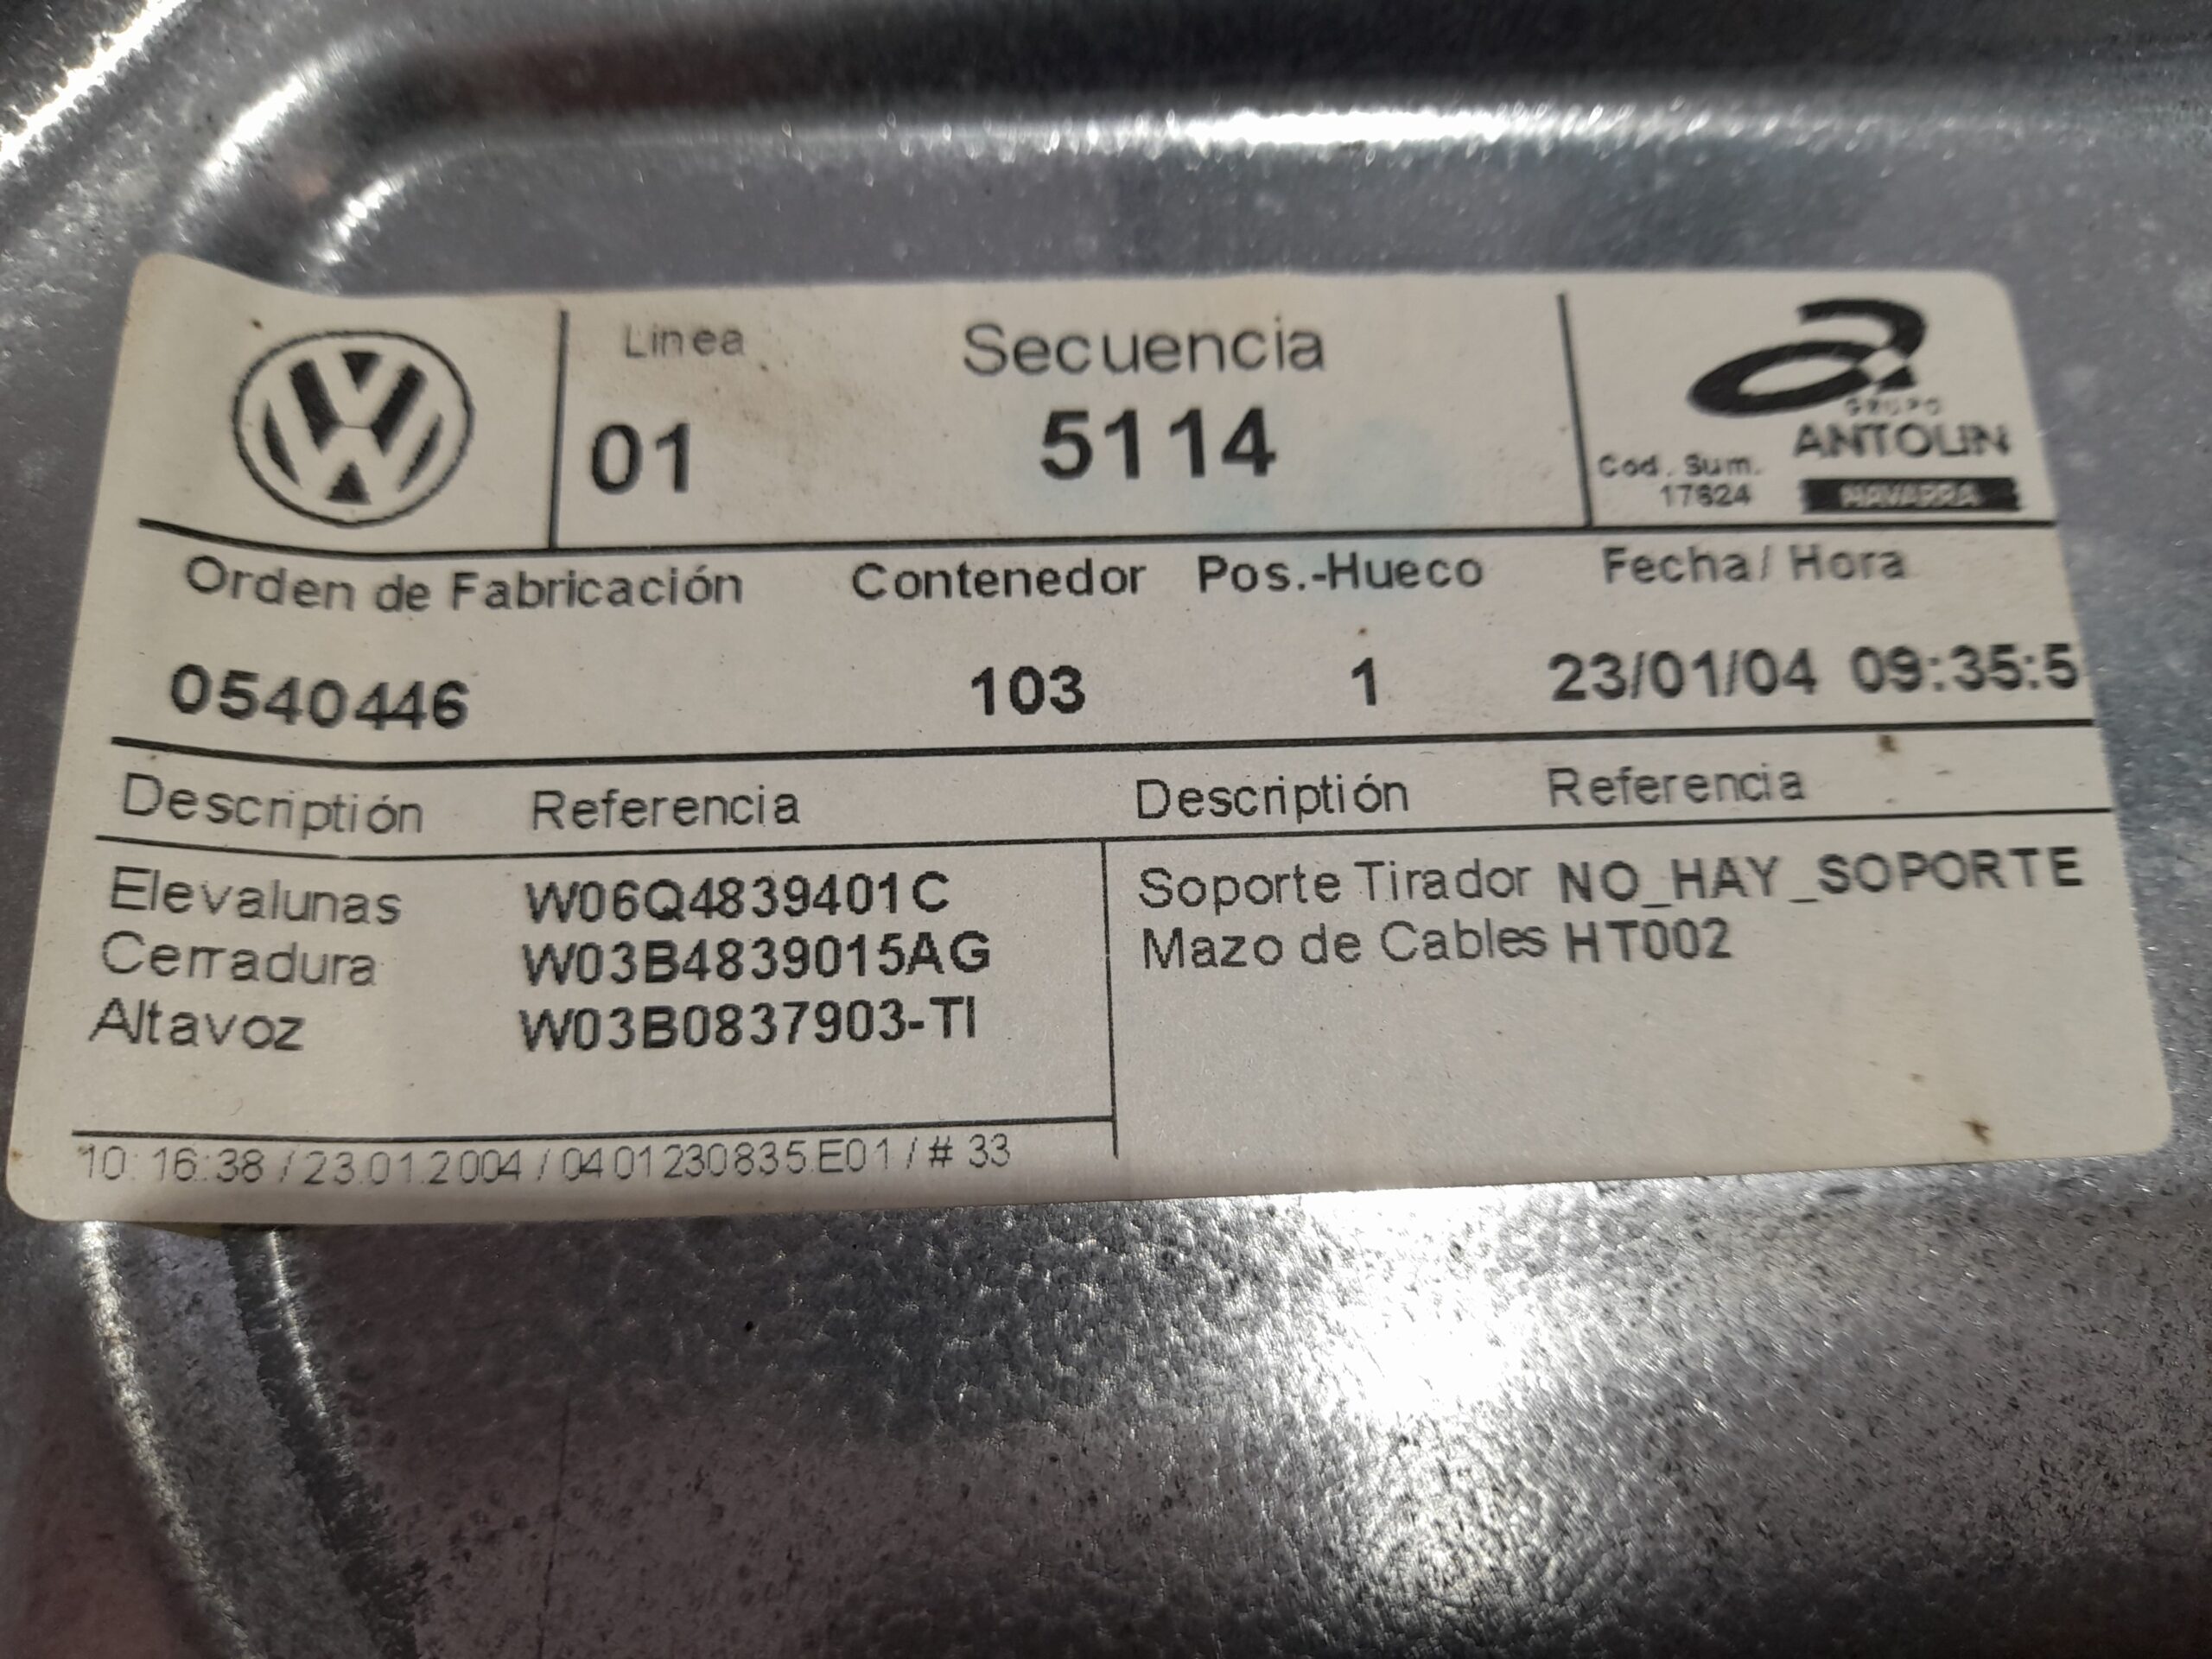 Linea Secuencia
01 5114
GRUPO
ANTOLIN
Cod. Sum.
17624 NAVARRA
Orden de Fabricación Contenedor Pos.-Hueco Fecha/ Hora
0540446 103 1 23/01/04 09:35:5
Descriptión Referencia Descriptión Referencia
Elevalunas W06Q4839401C Soporte Tirador NO_HAY_SOPORTE
Cerradura W03B4839015AG Mazo de Cables HT002
Altavoz W03B0837903-TI
10:16:38 / 23.01.2004 / 0401230835.E01 / # 33